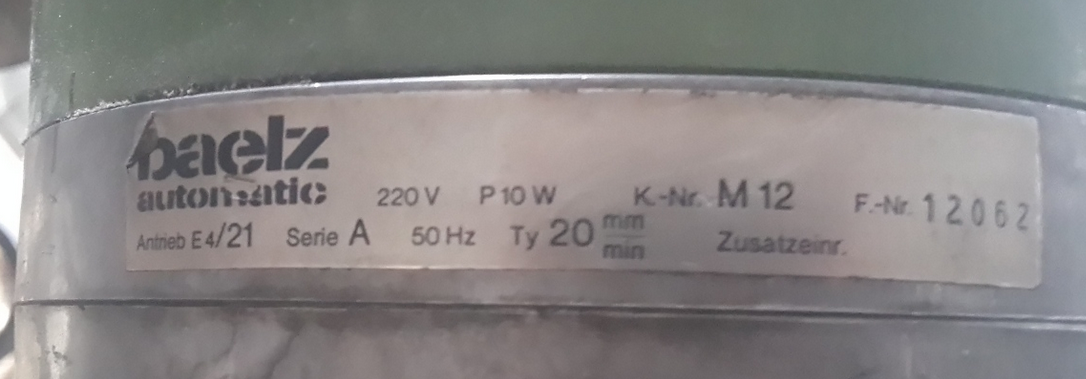 baelz
automatic 220 V P 10 W K.-Nr. M 12 F.-Nr. 12062
Antrieb E 4/21 Serie A 50 Hz Ty 20 mm/min Zusatzeinr.